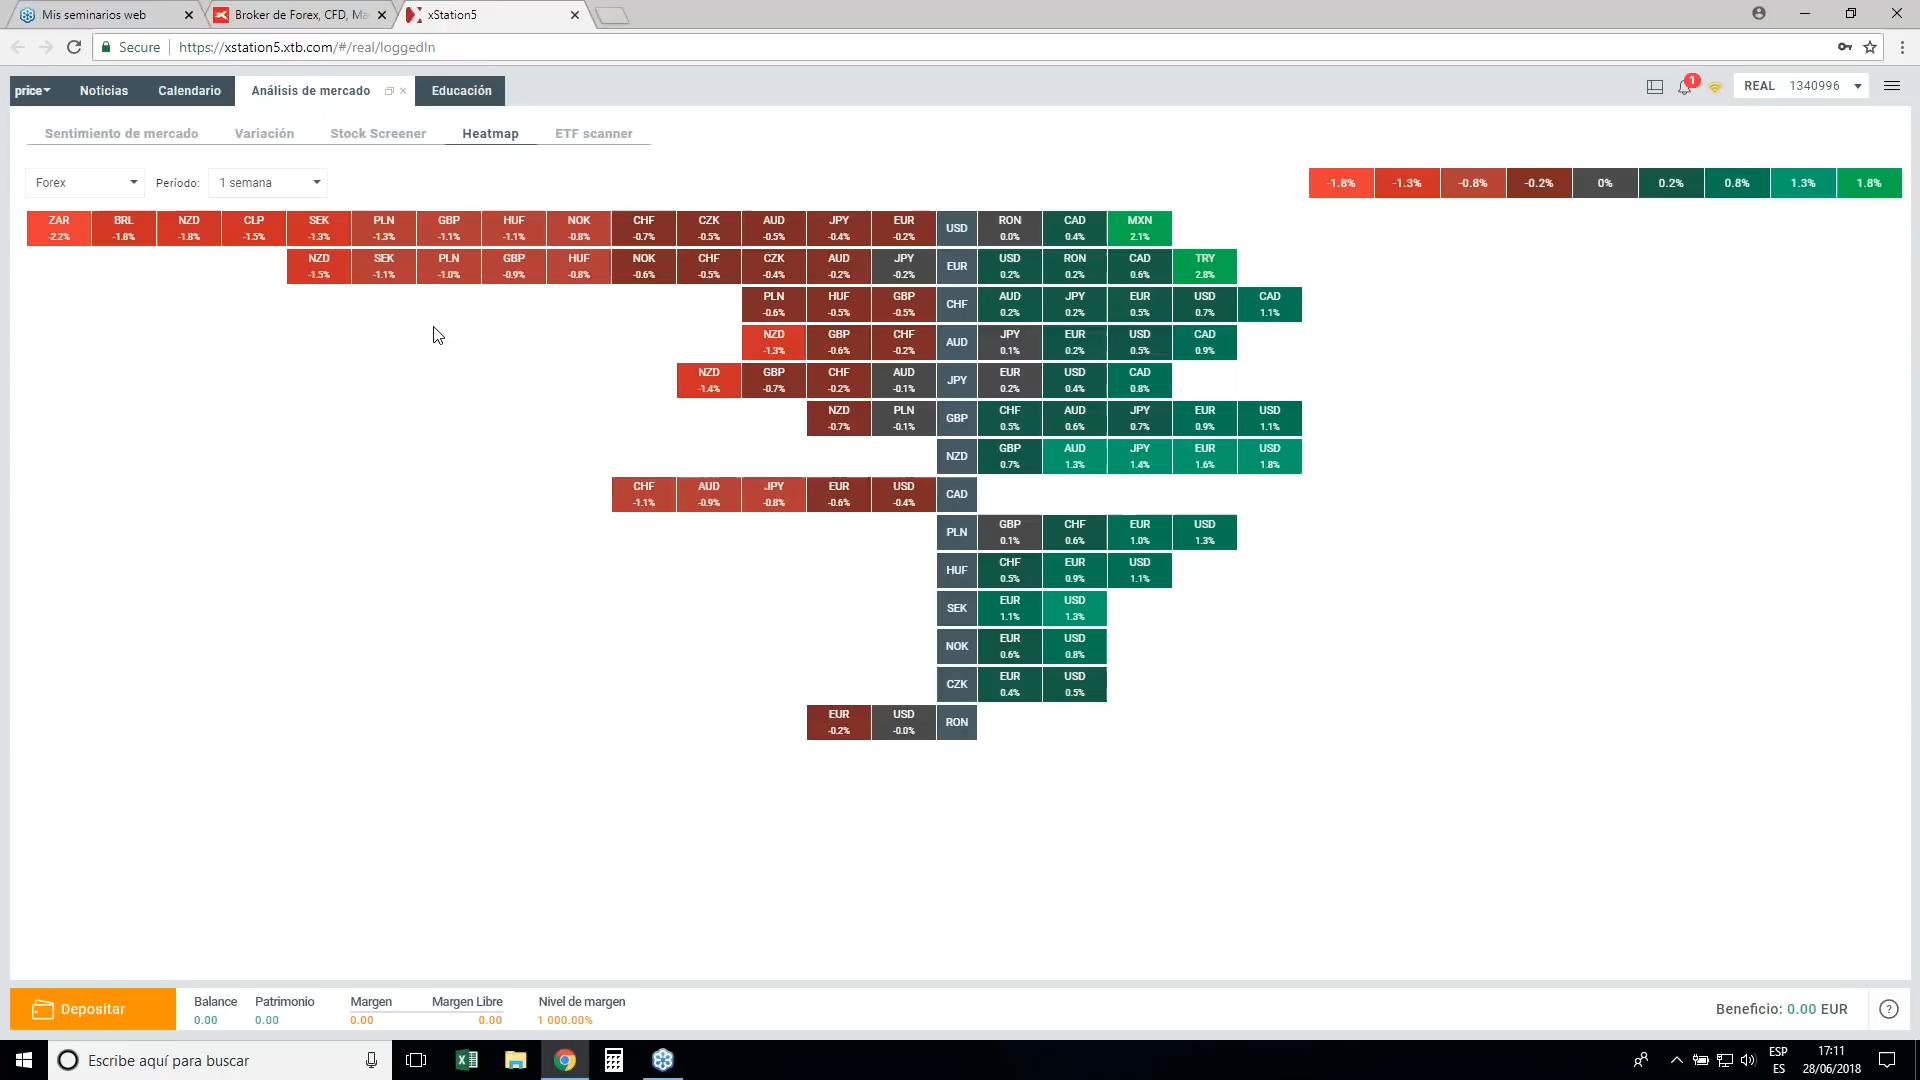 Mis seminarios web
Broker de Forex, CFD, Ma
xStation5
Secure https://xstation5.xtb.com/#/real/loggedIn
price Noticias Calendario Análisis de mercado Educación
1 REAL 1340996
Sentimiento de mercado Variación Stock Screener Heatmap ETF scanner
Forex Período: 1 semana
-1.8% -1.3% -0.8% -0.2% 0% 0.2% 0.8% 1.3% 1.8%
ZAR BRL NZD CLP SEK PLN GBP HUF NOK CHF CZK AUD JPY EUR USD RON CAD MXN
-2.2% -1.8% -1.8% -1.5% -1.3% -1.3% -1.1% -1.1% -0.8% -0.7% -0.5% -0.5% -0.4% -0.2% 0.0% 0.4% 2.1%
NZD SEK PLN GBP HUF NOK CHF CZK AUD JPY EUR USD RON CAD TRY
-1.5% -1.1% -1.0% -0.9% -0.8% -0.6% -0.5% -0.4% -0.2% -0.2% 0.2% 0.2% 0.6% 2.8%
PLN HUF GBP CHF AUD JPY EUR USD CAD
-0.6% -0.5% -0.5% 0.2% 0.2% 0.5% 0.7% 1.1%
NZD GBP CHF AUD JPY EUR USD CAD
-1.3% -0.6% -0.2% 0.1% 0.2% 0.5% 0.9%
NZD GBP CHF AUD JPY EUR USD CAD
-1.4% -0.7% -0.2% -0.1% 0.2% 0.4% 0.8%
NZD PLN GBP CHF AUD JPY EUR USD
-0.7% -0.1% 0.5% 0.6% 0.7% 0.9% 1.1%
NZD GBP AUD JPY EUR USD
0.7% 1.3% 1.4% 1.6% 1.8%
CHF AUD JPY EUR USD CAD
-1.1% -0.9% -0.8% -0.6% -0.4%
PLN GBP CHF EUR USD
0.1% 0.6% 1.0% 1.3%
HUF CHF EUR USD
0.5% 0.9% 1.1%
SEK EUR USD
1.1% 1.3%
NOK EUR USD
0.6% 0.8%
CZK EUR USD
0.4% 0.5%
EUR USD RON
-0.2% -0.0%
Depositar
Balance Patrimonio Margen Margen Libre Nivel de margen
0.00 0.00 0.00 0.00 1 000.00%
Beneficio: 0.00 EUR
?
Escribe aquí para buscar
ESP
ES
17:11
28/06/2018